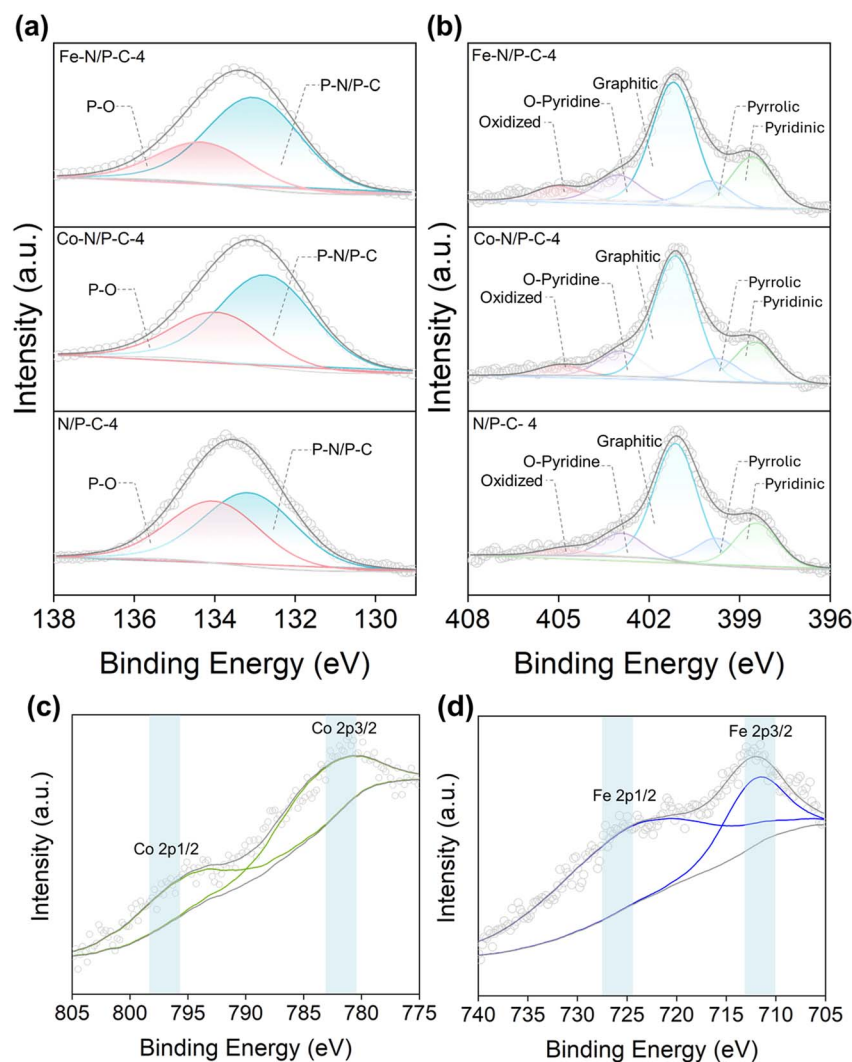 (a)
Fe-N/P-C-4
P-O
P-N/P-C
Co-N/P-C-4
P-O
P-N/P-C
N/P-C-4
P-O
P-N/P-C
Intensity (a.u.)
138 136 134 132 130
Binding Energy (eV)
(b)
Fe-N/P-C-4
Graphitic
O-Pyridine
Oxidized
Pyrrolic
Pyridinic
Co-N/P-C-4
Graphitic
O-Pyridine
Oxidized
Pyrrolic
Pyridinic
N/P-C- 4
Graphitic
O-Pyridine
Oxidized
Pyrrolic
Pyridinic
Intensity (a.u.)
408 405 402 399 396
Binding Energy (eV)
(c)
Co 2p3/2
Co 2p1/2
Intensity (a.u.)
805 800 795 790 785 780 775
Binding Energy (eV)
(d)
Fe 2p3/2
Fe 2p1/2
Intensity (a.u.)
740 735 730 725 720 715 710 705
Binding Energy (eV)